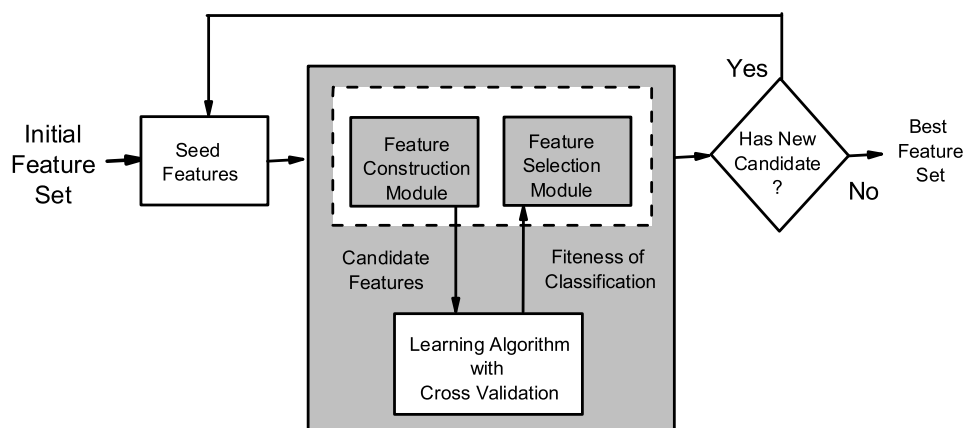 Initial
Feature
Set
Seed
Features
Feature
Construction
Module
Feature
Selection
Module
Candidate
Features
Fiteness of
Classification
Learning Algorithm
with
Cross Validation
Yes
Has New
Candidate
?
No
Best
Feature
Set